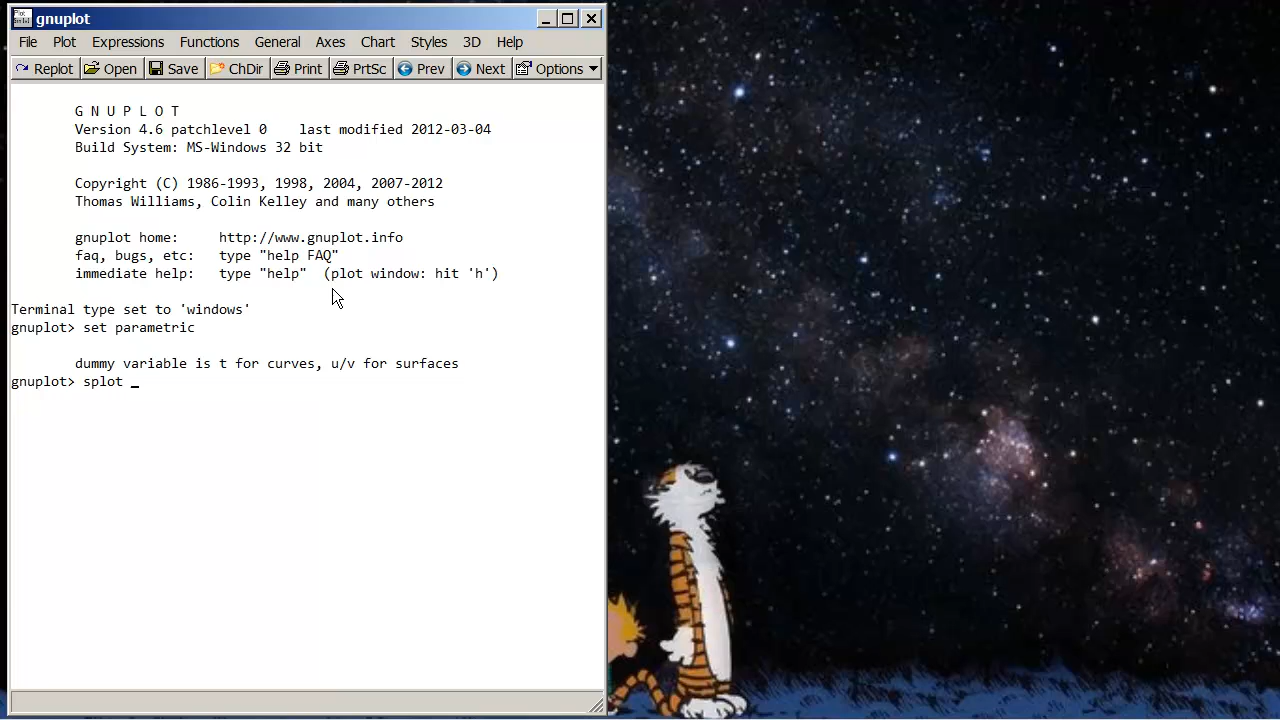 gnuplot
File Plot Expressions Functions General Axes Chart Styles 3D Help
Replot Open Save ChDir Print PrtSc Prev Next Options
G N U P L O T
Version 4.6 patchlevel 0    last modified 2012-03-04
Build System: MS-Windows 32 bit
Copyright (C) 1986-1993, 1998, 2004, 2007-2012
Thomas Williams, Colin Kelley and many others
gnuplot home:     http://www.gnuplot.info
faq, bugs, etc:   type "help FAQ"
immediate help:   type "help"  (plot window: hit 'h')
Terminal type set to 'windows'
gnuplot> set parametric
dummy variable is t for curves, u/v for surfaces
gnuplot> splot _